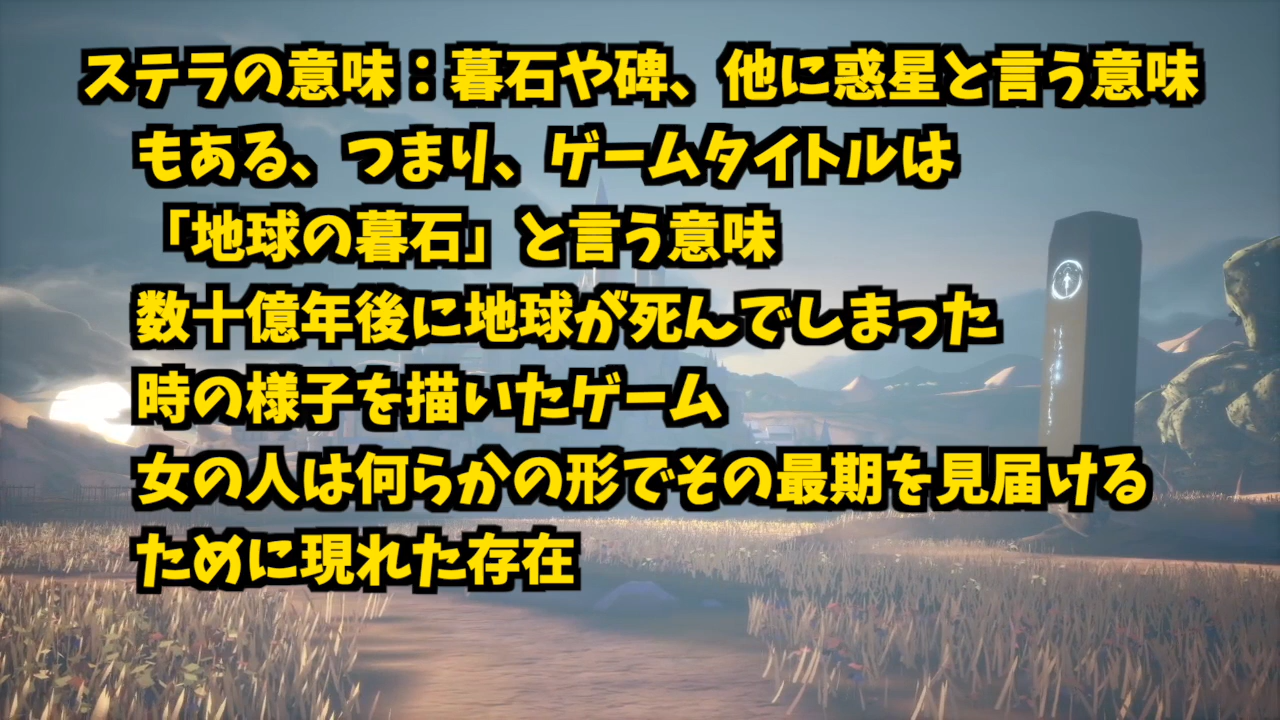 ステラの意味：暮石や碑、他に惑星と言う意味
もある、つまり、ゲームタイトルは
「地球の暮石」と言う意味
数十億年後に地球が死んでしまった
時の様子を描いたゲーム
女の人は何らかの形でその最期を見届ける
ために現れた存在